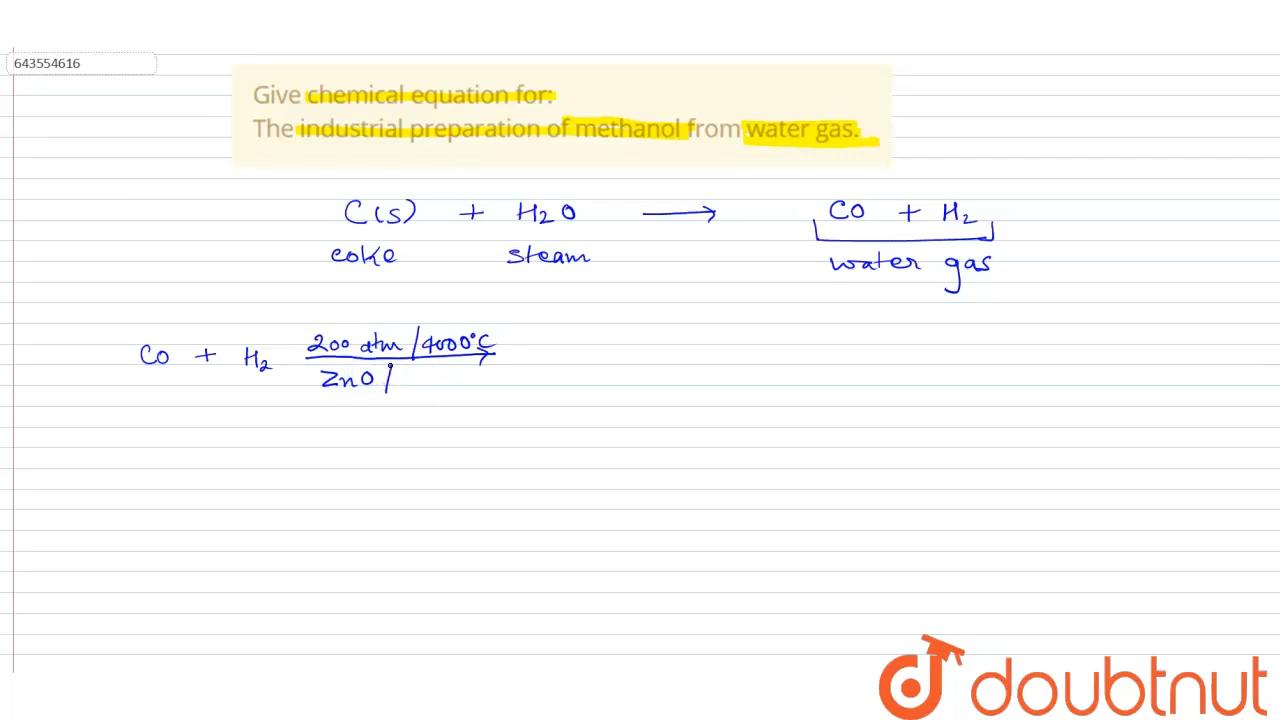 643554616
Give chemical equation for:
The industrial preparation of methanol from water gas.
C(s) + H2O ⟶ CO + H2
coke steam water gas
CO + H2 200 atm / 4000°C
ZnO /
doubtnut